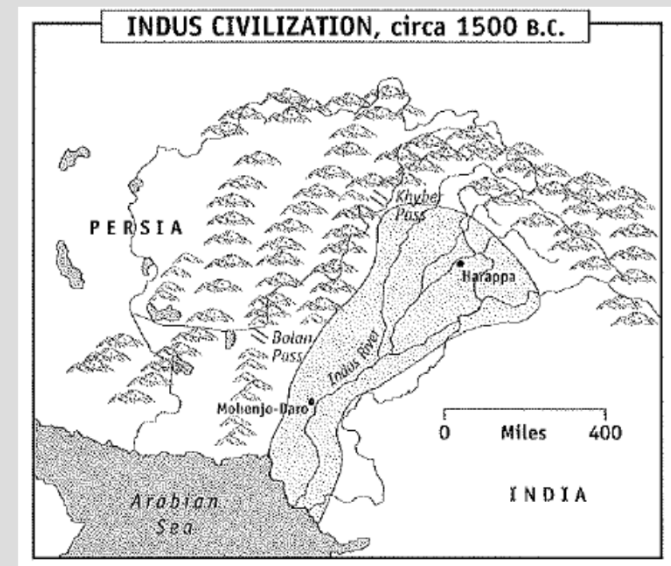 INDUS CIVILIZATION, circa 1500 B.C.
Khyber
Pass
PERSIA
Harappa
Bolan
Pass
Indus River
Mohenjo-Daro
0 Miles 400
INDIA
Arabian
Sea